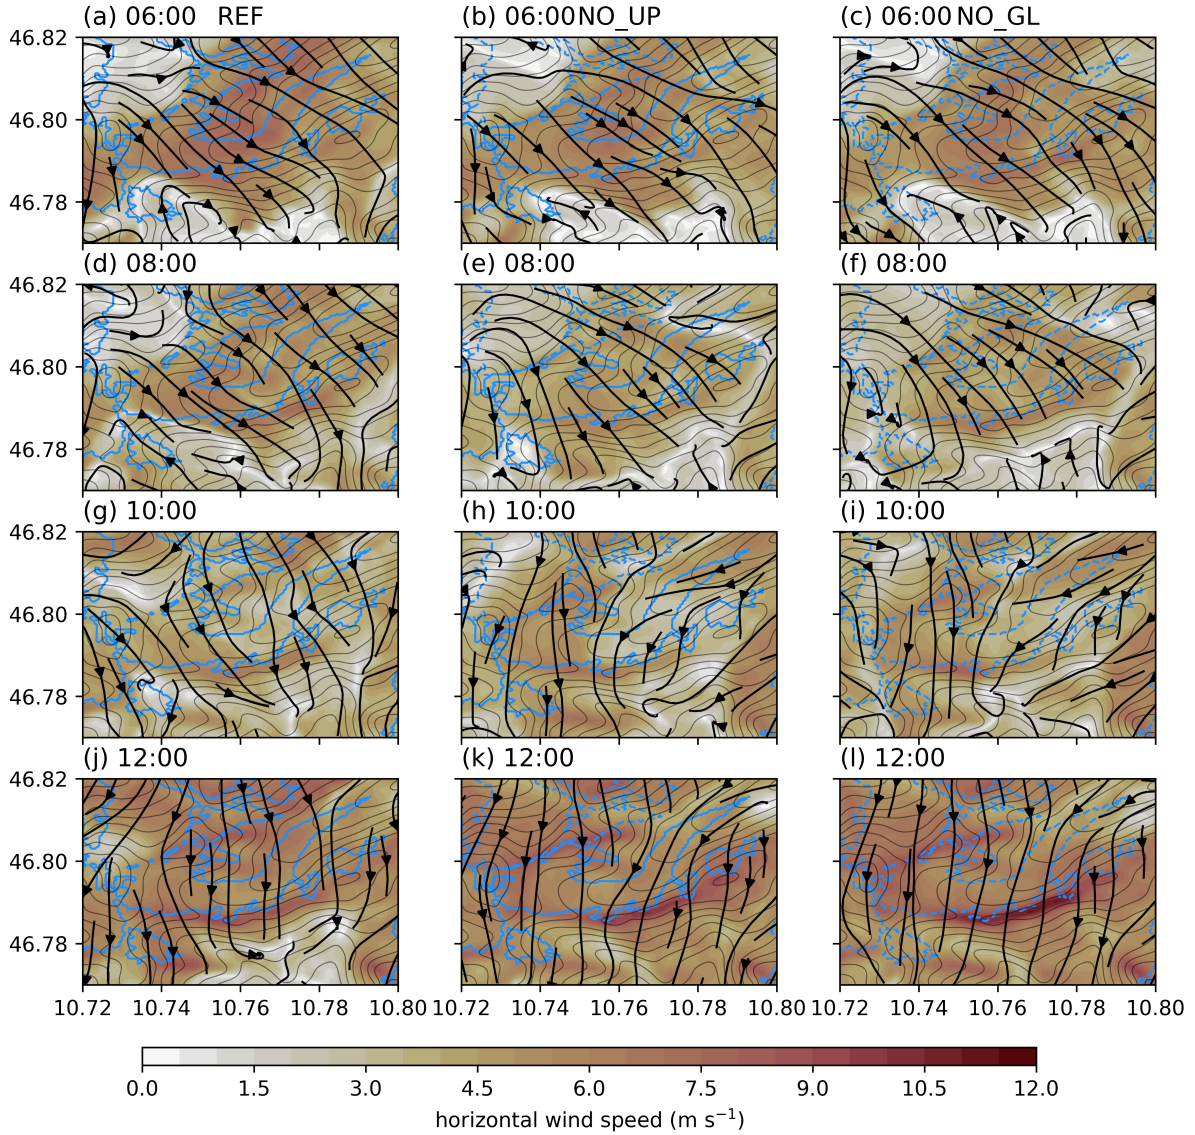 (a) 06:00 REF
(b) 06:00 NO_UP
(c) 06:00 NO_GL
46.82
46.80
46.78
(d) 08:00
(e) 08:00
(f) 08:00
46.82
46.80
46.78
(g) 10:00
(h) 10:00
(i) 10:00
46.82
46.80
46.78
(j) 12:00
(k) 12:00
(l) 12:00
46.82
46.80
46.78
10.72 10.74 10.76 10.78 10.80 10.72 10.74 10.76 10.78 10.80 10.72 10.74 10.76 10.78 10.80
0.0 1.5 3.0 4.5 6.0 7.5 9.0 10.5 12.0
horizontal wind speed (m s⁻¹)